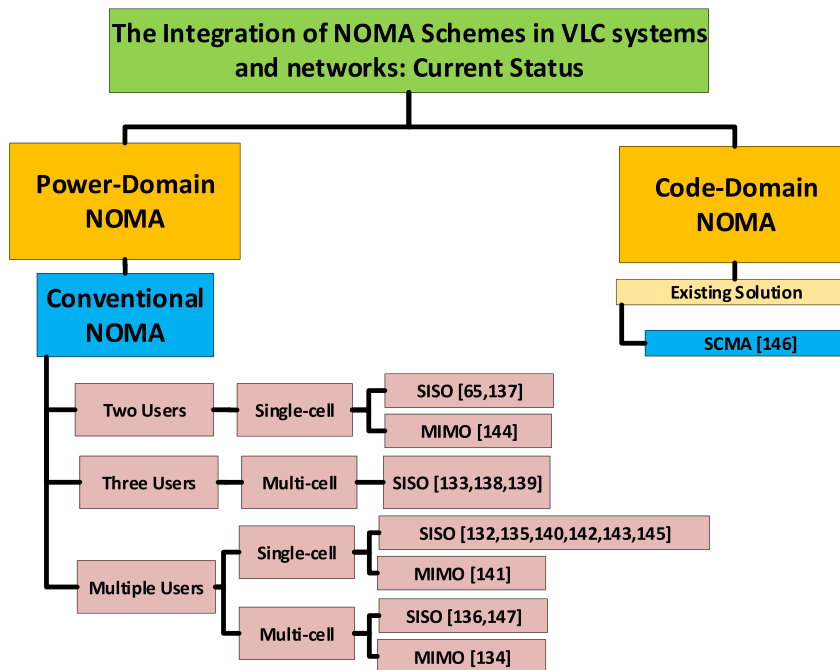 The Integration of NOMA Schemes in VLC systems
and networks: Current Status
Power-Domain
NOMA
Code-Domain
NOMA
Conventional
NOMA
Existing Solution
SCMA [146]
Two Users
Single-cell
SISO [65,137]
MIMO [144]
Three Users
Multi-cell
SISO [133,138,139]
Multiple Users
Single-cell
SISO [132,135,140,142,143,145]
MIMO [141]
Multi-cell
SISO [136,147]
MIMO [134]